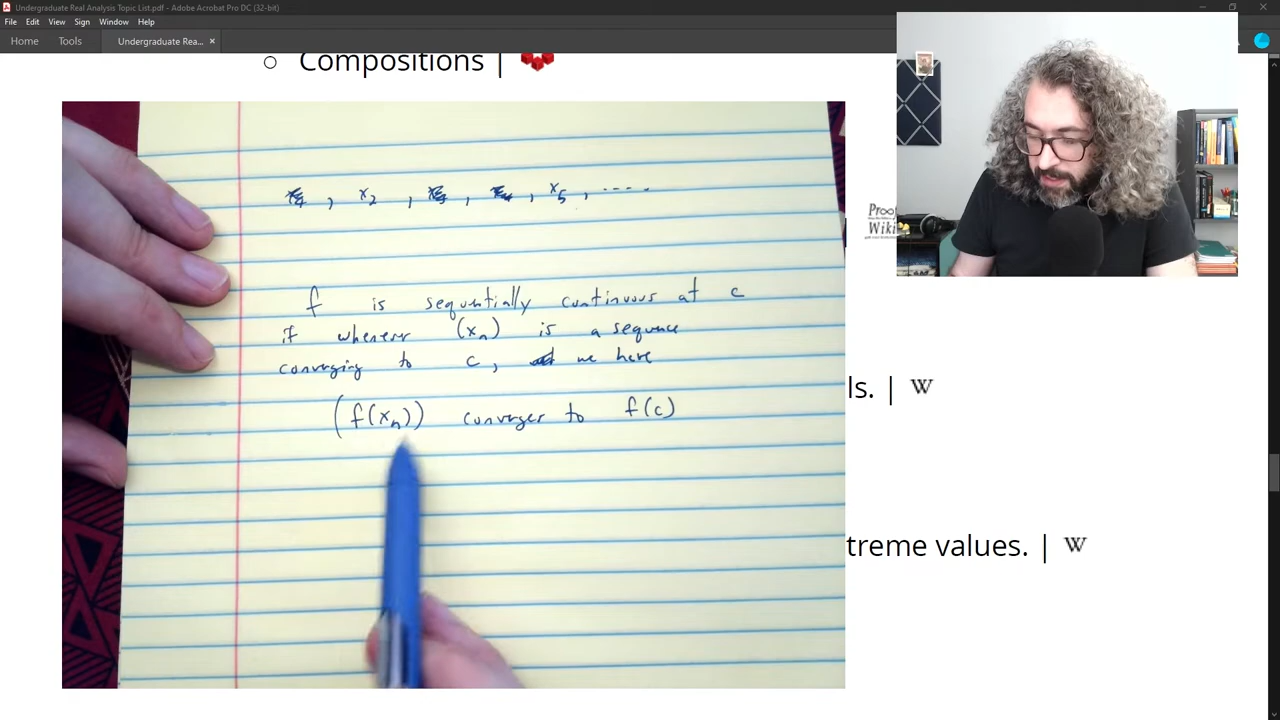 Undergraduate Real Analysis Topic List.pdf - Adobe Acrobat Pro DC (32-bit)
File Edit View Sign Window Help
Home Tools Undergraduate Rea... ×
Compositions |
x₂ , , , x₅ , ....
f is sequentially continuous at c
if whenever (xₙ) is a sequence
converging to c, we have
(f(xₙ)) converges to f(c)
Proof
Wiki
ls. | W
treme values. | W